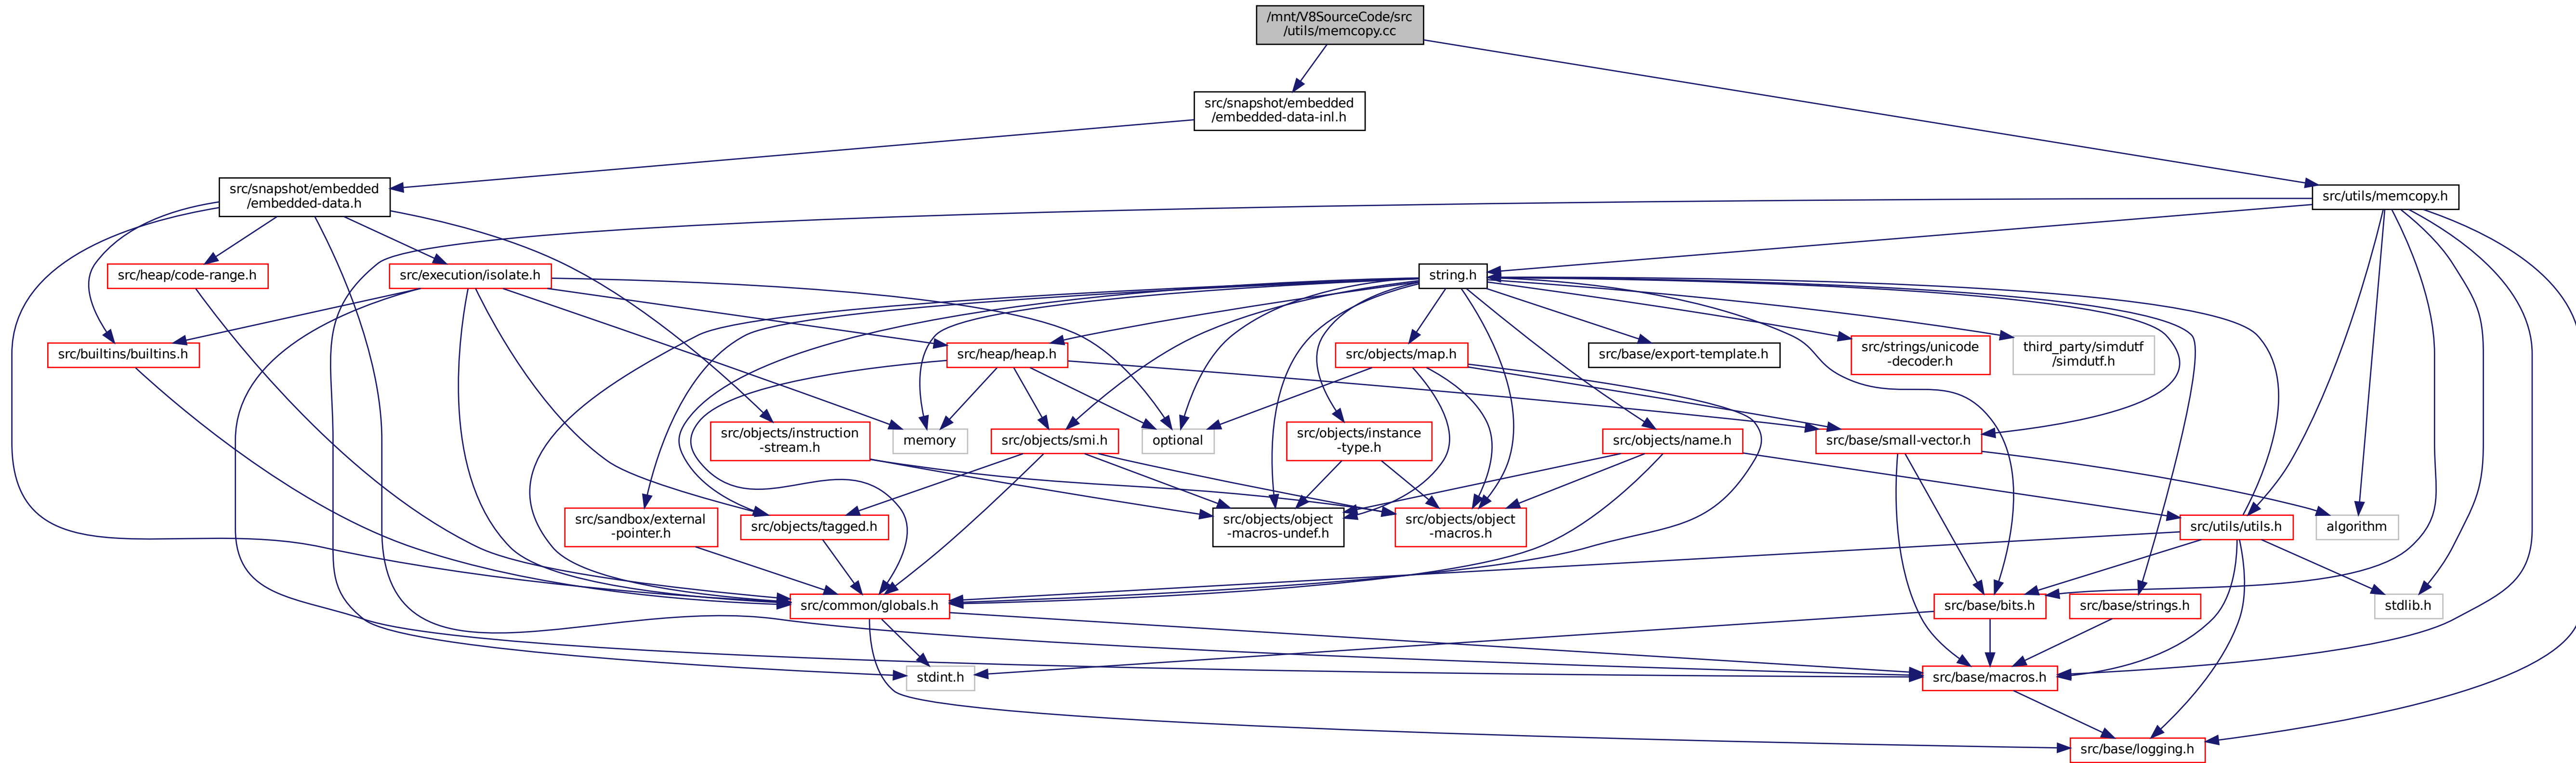 /mnt/V8SourceCode/src
/utils/memcopy.cc
src/snapshot/embedded
/embedded-data-inl.h
src/snapshot/embedded
/embedded-data.h
src/utils/memcopy.h
src/heap/code-range.h
src/execution/isolate.h
string.h
src/builtins/builtins.h
src/heap/heap.h
src/objects/map.h
src/base/export-template.h
src/strings/unicode
-decoder.h
third_party/simdutf
/simdutf.h
src/objects/instruction
-stream.h
memory
src/objects/smi.h
optional
src/objects/instance
-type.h
src/objects/name.h
src/base/small-vector.h
src/sandbox/external
-pointer.h
src/objects/tagged.h
src/objects/object
-macros-undef.h
src/objects/object
-macros.h
src/utils/utils.h
algorithm
src/common/globals.h
src/base/bits.h
src/base/strings.h
stdlib.h
stdint.h
src/base/macros.h
src/base/logging.h